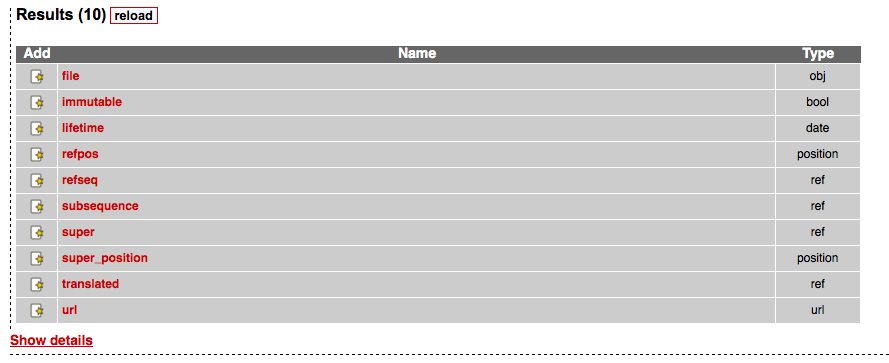 Results (10) reload
Add Name Type
file obj
immutable bool
lifetime date
refpos position
refseq ref
subsequence ref
super ref
super_position position
translated ref
url url
Show details